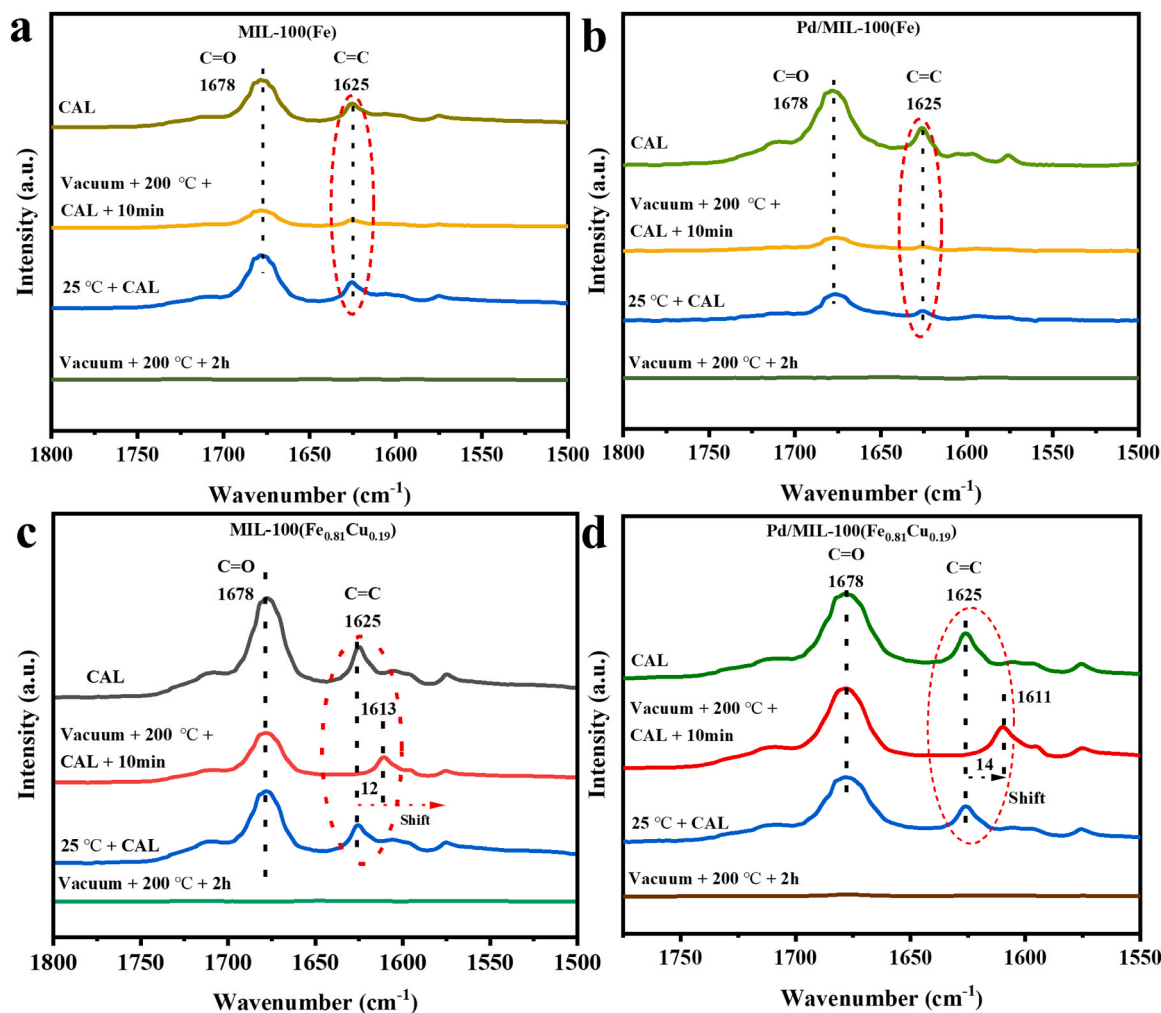 a
MIL-100(Fe)
C=O
1678
C=C
1625
CAL
Vacuum + 200 ℃ +
CAL + 10min
25 ℃ + CAL
Vacuum + 200 ℃ + 2h
Intensity (a.u.)
1800 1750 1700 1650 1600 1550 1500
Wavenumber (cm⁻¹)
b
Pd/MIL-100(Fe)
C=O
1678
C=C
1625
CAL
Vacuum + 200 ℃ +
CAL + 10min
25 ℃ + CAL
Vacuum + 200 ℃ + 2h
Intensity (a.u.)
1800 1750 1700 1650 1600 1550 1500
Wavenumber (cm⁻¹)
c
MIL-100(Fe₀.₈₁Cu₀.₁₉)
C=O
1678
C=C
1625
CAL
1613
Vacuum + 200 ℃ +
CAL + 10min
12
Shift
25 ℃ + CAL
Vacuum + 200 ℃ + 2h
Intensity (a.u.)
1800 1750 1700 1650 1600 1550 1500
Wavenumber (cm⁻¹)
d
Pd/MIL-100(Fe₀.₈₁Cu₀.₁₉)
C=O
1678
C=C
1625
CAL
1611
Vacuum + 200 ℃ +
CAL + 10min
14
Shift
25 ℃ + CAL
Vacuum + 200 ℃ + 2h
Intensity (a.u.)
1750 1700 1650 1600 1550
Wavenumber (cm⁻¹)